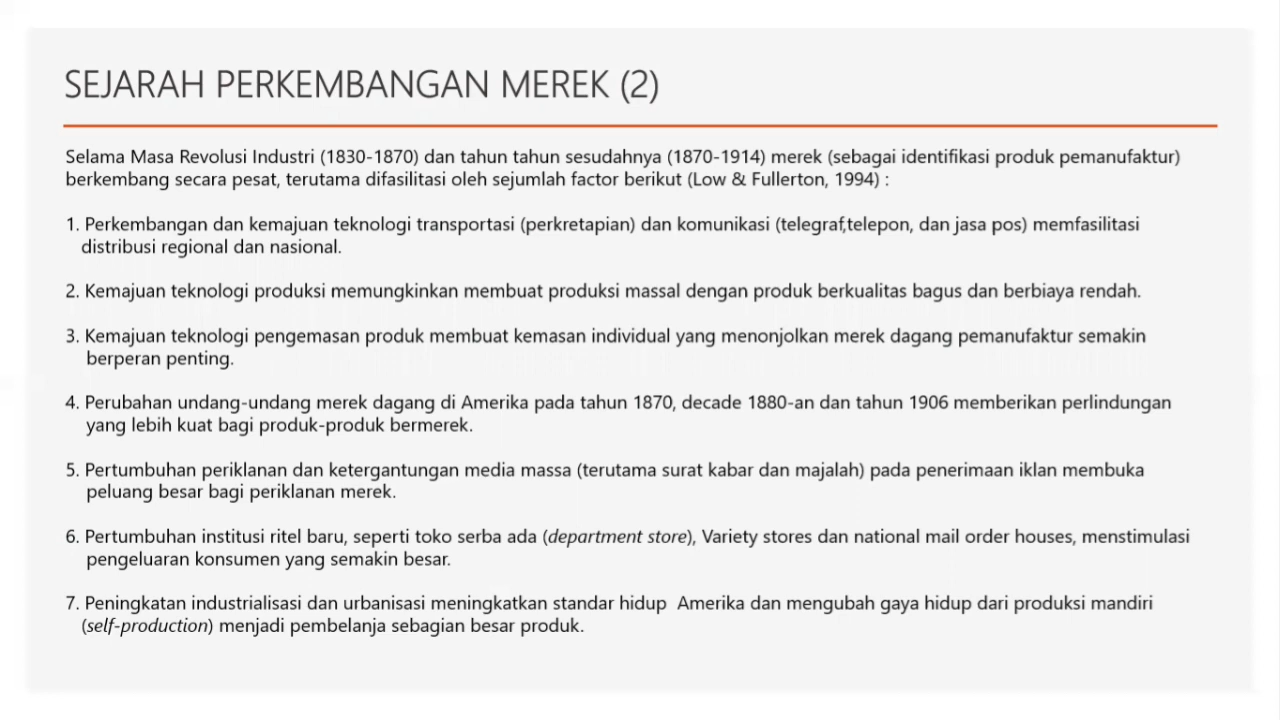 SEJARAH PERKEMBANGAN MEREK (2)
Selama Masa Revolusi Industri (1830-1870) dan tahun tahun sesudahnya (1870-1914) merek (sebagai identifikasi produk pemanufaktur)
berkembang secara pesat, terutama difasilitasi oleh sejumlah factor berikut (Low & Fullerton, 1994) :
1. Perkembangan dan kemajuan teknologi transportasi (perkretapian) dan komunikasi (telegraf,telepon, dan jasa pos) memfasilitasi
distribusi regional dan nasional.
2. Kemajuan teknologi produksi memungkinkan membuat produksi massal dengan produk berkualitas bagus dan berbiaya rendah.
3. Kemajuan teknologi pengemasan produk membuat kemasan individual yang menonjolkan merek dagang pemanufaktur semakin
berperan penting.
4. Perubahan undang-undang merek dagang di Amerika pada tahun 1870, decade 1880-an dan tahun 1906 memberikan perlindungan
yang lebih kuat bagi produk-produk bermerek.
5. Pertumbuhan periklanan dan ketergantungan media massa (terutama surat kabar dan majalah) pada penerimaan iklan membuka
peluang besar bagi periklanan merek.
6. Pertumbuhan institusi ritel baru, seperti toko serba ada (department store), Variety stores dan national mail order houses, menstimulasi
pengeluaran konsumen yang semakin besar.
7. Peningkatan industrialisasi dan urbanisasi meningkatkan standar hidup  Amerika dan mengubah gaya hidup dari produksi mandiri
(self-production) menjadi pembelanja sebagian besar produk.